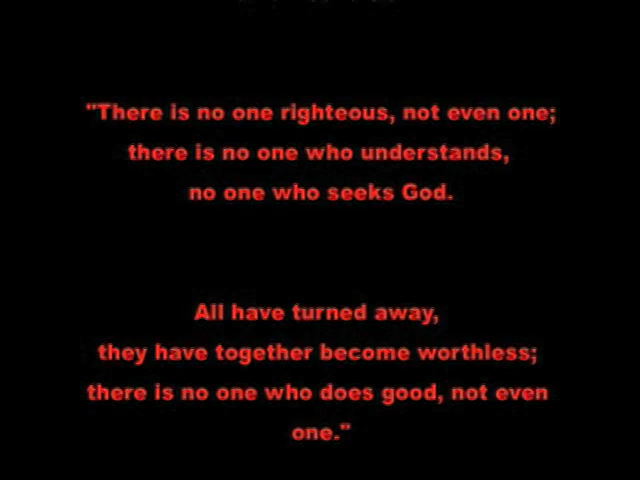 "There is no one righteous, not even one;
there is no one who understands,
no one who seeks God.
All have turned away,
they have together become worthless;
there is no one who does good, not even
one."